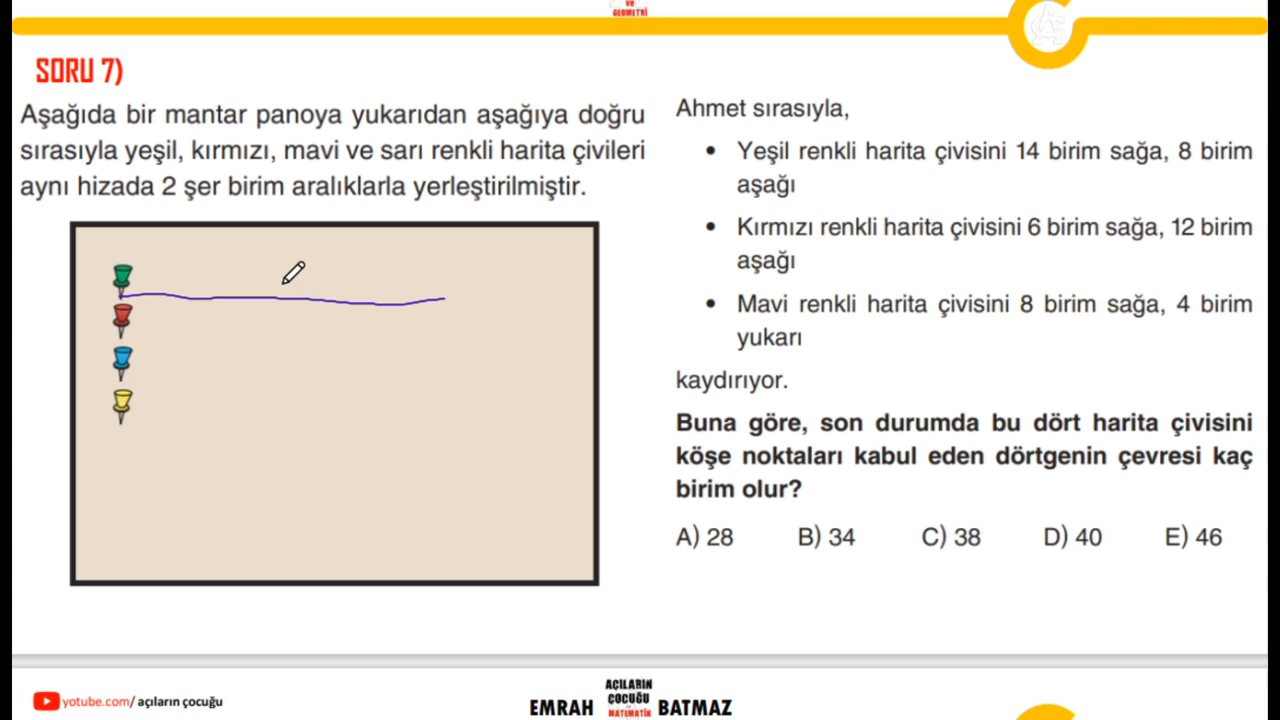 ve
GEOMETRİ
SORU 7)
Aşağıda bir mantar panoya yukarıdan aşağıya doğru
sırasıyla yeşil, kırmızı, mavi ve sarı renkli harita çivileri
aynı hizada 2 şer birim aralıklarla yerleştirilmiştir.
Ahmet sırasıyla,
• Yeşil renkli harita çivisini 14 birim sağa, 8 birim
aşağı
• Kırmızı renkli harita çivisini 6 birim sağa, 12 birim
aşağı
• Mavi renkli harita çivisini 8 birim sağa, 4 birim
yukarı
kaydırıyor.
Buna göre, son durumda bu dört harita çivisini
köşe noktaları kabul eden dörtgenin çevresi kaç
birim olur?
A) 28 B) 34 C) 38 D) 40 E) 46
yotube.com/ açıların çocuğu
EMRAH
AÇILARIN
ÇOCUĞU
MATEMATİK
BATMAZ